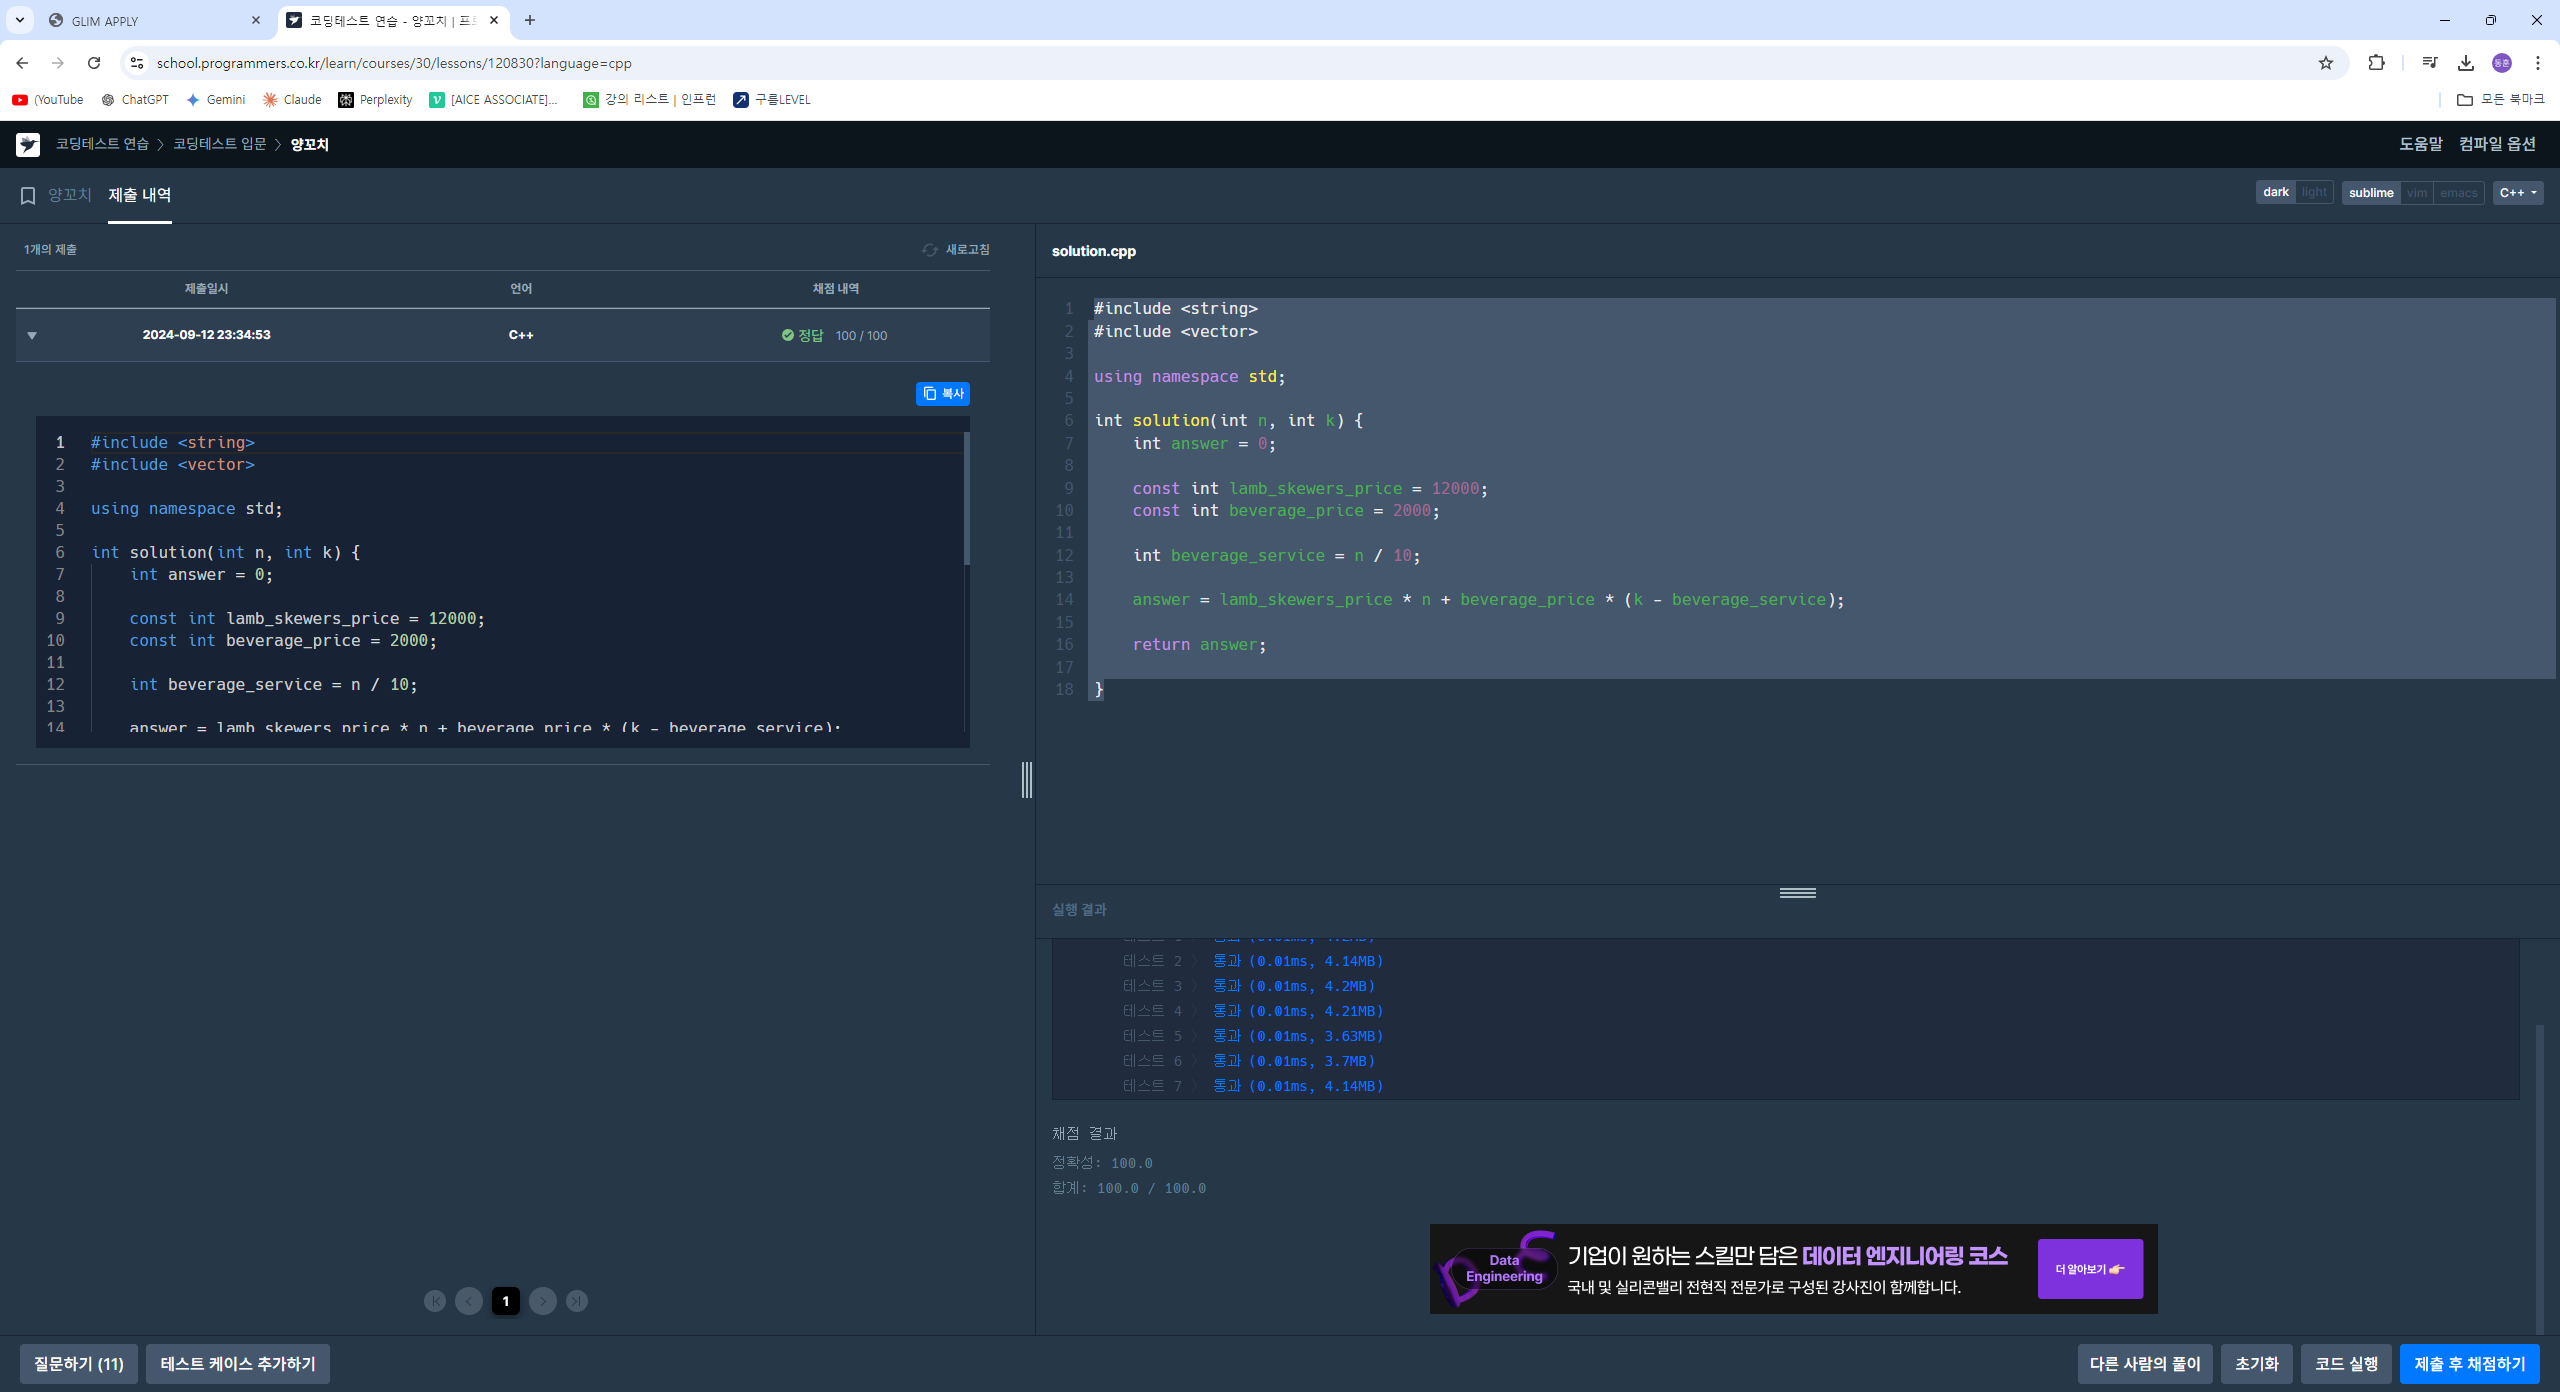 GLIM APPLY
코딩테스트 연습 - 양꼬치 | 프로
school.programmers.co.kr/learn/courses/30/lessons/120830?language=cpp
동훈
(YouTube
ChatGPT
Gemini
Claude
Perplexity
[AICE ASSOCIATE]...
강의 리스트 | 인프런
구름LEVEL
모든 북마크
코딩테스트 연습
코딩테스트 입문
양꼬치
도움말
컴파일 옵션
양꼬치
제출 내역
dark light
sublime vim emacs
C++
1개의 제출
새로고침
제출일시 언어 채점 내역
2024-09-12 23:34:53 C++ 정답 100 / 100
복사
1 #include <string>
2 #include <vector>
3
4 using namespace std;
5
6 int solution(int n, int k) {
7 int answer = 0;
8
9 const int lamb_skewers_price = 12000;
10 const int beverage_price = 2000;
11
12 int beverage_service = n / 10;
13
14 answer = lamb_skewers_price * n + beverage_price * (k - beverage_service);
1
질문하기 (11)
테스트 케이스 추가하기
solution.cpp
1 #include <string>
2 #include <vector>
3
4 using namespace std;
5
6 int solution(int n, int k) {
7 int answer = 0;
8
9 const int lamb_skewers_price = 12000;
10 const int beverage_price = 2000;
11
12 int beverage_service = n / 10;
13
14 answer = lamb_skewers_price * n + beverage_price * (k - beverage_service);
15
16 return answer;
17
18 }
실행 결과
테스트 1 〉 통과 (0.01ms, 4.2MB)
테스트 2 〉 통과 (0.01ms, 4.14MB)
테스트 3 〉 통과 (0.01ms, 4.2MB)
테스트 4 〉 통과 (0.01ms, 4.21MB)
테스트 5 〉 통과 (0.01ms, 3.63MB)
테스트 6 〉 통과 (0.01ms, 3.7MB)
테스트 7 〉 통과 (0.01ms, 4.14MB)
채점 결과
정확성: 100.0
합계: 100.0 / 100.0
Data
Engineering
기업이 원하는 스킬만 담은 데이터 엔지니어링 코스
국내 및 실리콘밸리 전현직 전문가로 구성된 강사진이 함께합니다.
더 알아보기
다른 사람의 풀이
초기화
코드 실행
제출 후 채점하기